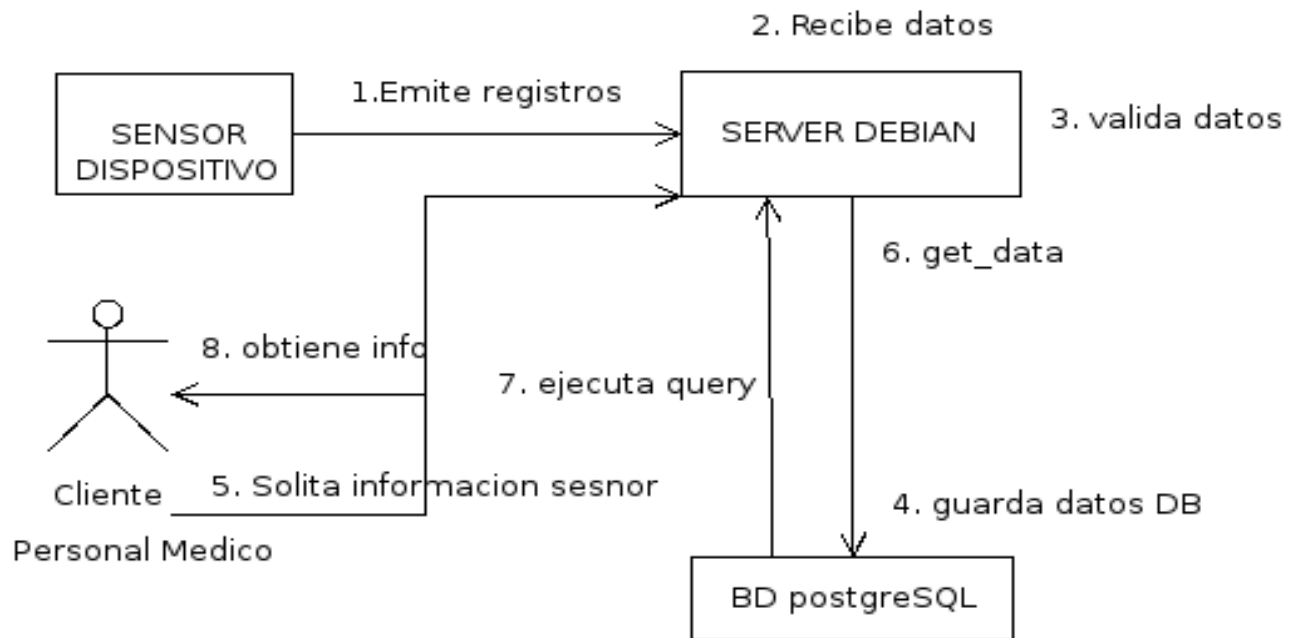 2. Recibe datos
1.Emite registros
SENSOR
DISPOSITIVO
SERVER DEBIAN
3. valida datos
6. get_data
8. obtiene info
7. ejecuta query
5. Solita informacion sesnor
Cliente
4. guarda datos DB
Personal Medico
BD postgreSQL